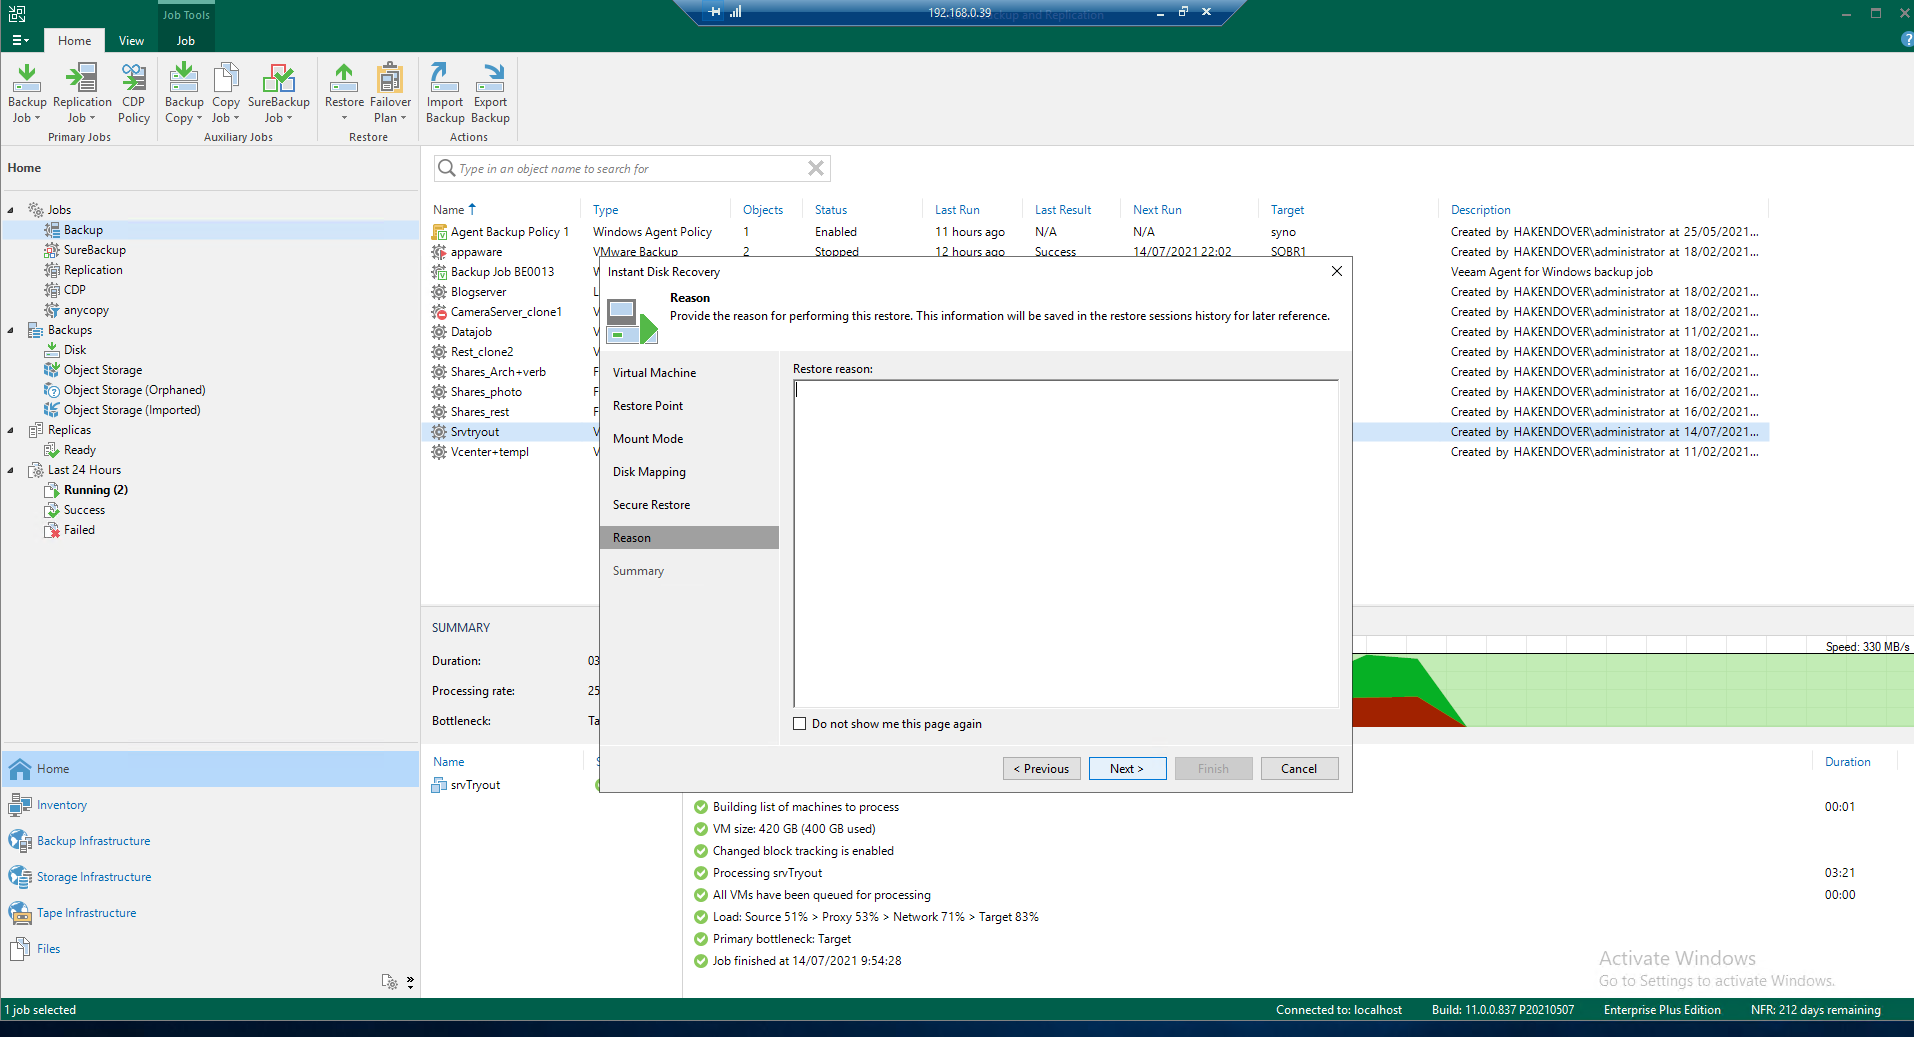 Job Tools
192.168.0.39
Home
View
Job
Backup Job
Replication Job
CDP Policy
Primary Jobs
Backup Copy
Copy Job
SureBackup Job
Auxiliary Jobs
Restore
Failover Plan
Restore
Import Backup
Export Backup
Actions
Home
Type in an object name to search for
Jobs
Backup
SureBackup
Replication
CDP
anycopy
Backups
Disk
Object Storage
Object Storage (Orphaned)
Object Storage (Imported)
Replicas
Ready
Last 24 Hours
Running (2)
Success
Failed
Name Type Objects Status Last Run Last Result Next Run Target Description
Agent Backup Policy 1 Windows Agent Policy 1 Enabled 11 hours ago N/A N/A syno Created by HAKENDOVER\administrator at 25/05/2021...
appaware VMware Backup 2 Stopped 12 hours ago Success 14/07/2021 22:02 SOBR1 Created by HAKENDOVER\administrator at 18/02/2021...
Backup Job BE0013 Veeam Agent for Windows backup job
Blogserver Created by HAKENDOVER\administrator at 18/02/2021...
CameraServer_clone1 Created by HAKENDOVER\administrator at 18/02/2021...
Datajob Created by HAKENDOVER\administrator at 11/02/2021...
Rest_clone2 Created by HAKENDOVER\administrator at 18/02/2021...
Shares_Arch+verb Created by HAKENDOVER\administrator at 16/02/2021...
Shares_photo Created by HAKENDOVER\administrator at 16/02/2021...
Shares_rest Created by HAKENDOVER\administrator at 16/02/2021...
Srvtryout Created by HAKENDOVER\administrator at 14/07/2021...
Vcenter+templ Created by HAKENDOVER\administrator at 11/02/2021...
Instant Disk Recovery
Reason
Provide the reason for performing this restore. This information will be saved in the restore sessions history for later reference.
Virtual Machine
Restore Point
Mount Mode
Disk Mapping
Secure Restore
Reason
Summary
Restore reason:
Do not show me this page again
< Previous
Next >
Finish
Cancel
SUMMARY
Duration: 03
Processing rate: 25
Bottleneck: Ta
Speed: 330 MB/s
Name
srvTryout
Duration
Building list of machines to process 00:01
VM size: 420 GB (400 GB used)
Changed block tracking is enabled
Processing srvTryout 03:21
All VMs have been queued for processing 00:00
Load: Source 51% > Proxy 53% > Network 71% > Target 83%
Primary bottleneck: Target
Job finished at 14/07/2021 9:54:28
Home
Inventory
Backup Infrastructure
Storage Infrastructure
Tape Infrastructure
Files
Activate Windows
Go to Settings to activate Windows.
1 job selected
Connected to: localhost
Build: 11.0.0.837 P20210507
Enterprise Plus Edition
NFR: 212 days remaining